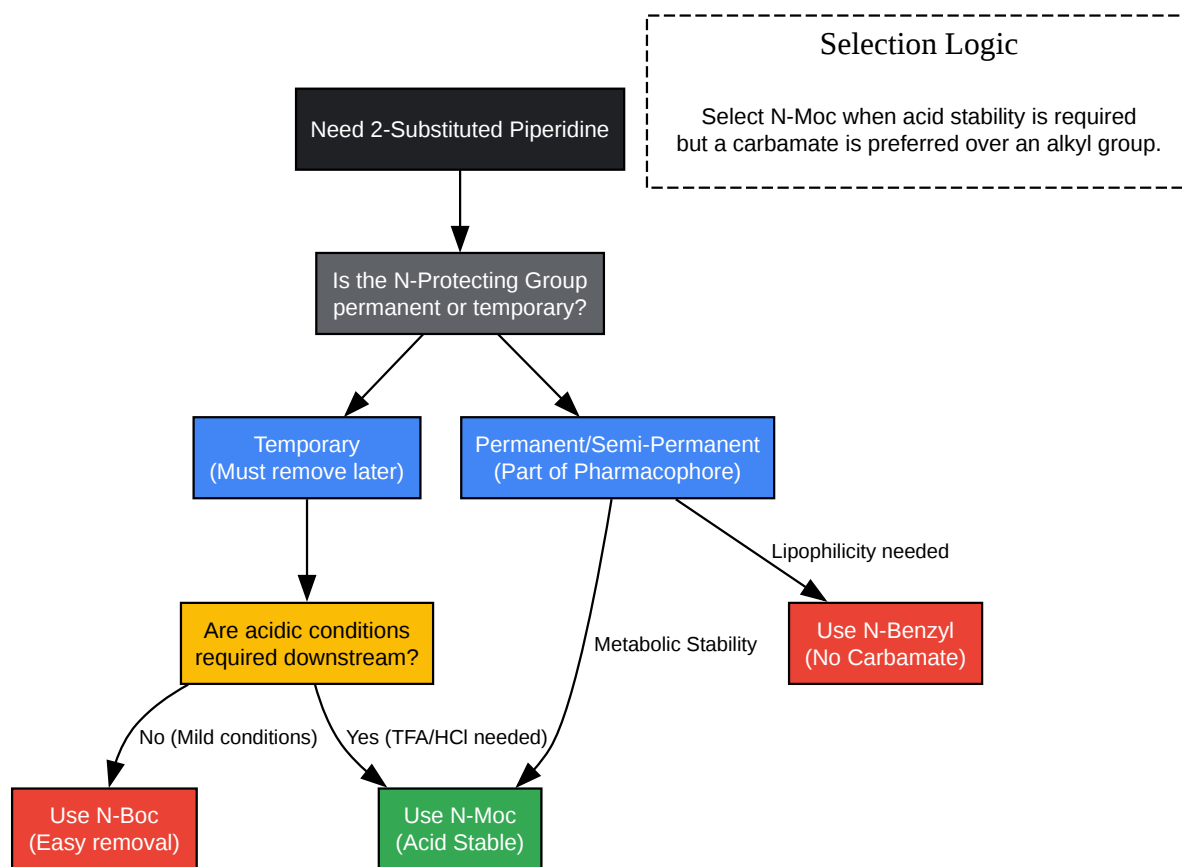 Selection Logic
Select N-Moc when acid stability is required
but a carbamate is preferred over an alkyl group.
Need 2-Substituted Piperidine
Is the N-Protecting Group
permanent or temporary?
Temporary
(Must remove later)
Permanent/Semi-Permanent
(Part of Pharmacophore)
Lipophilicity needed
Are acidic conditions
required downstream?
Metabolic Stability
Use N-Benzyl
(No Carbamate)
No (Mild conditions)
Yes (TFA/HCl needed)
Use N-Boc
(Easy removal)
Use N-Moc
(Acid Stable)